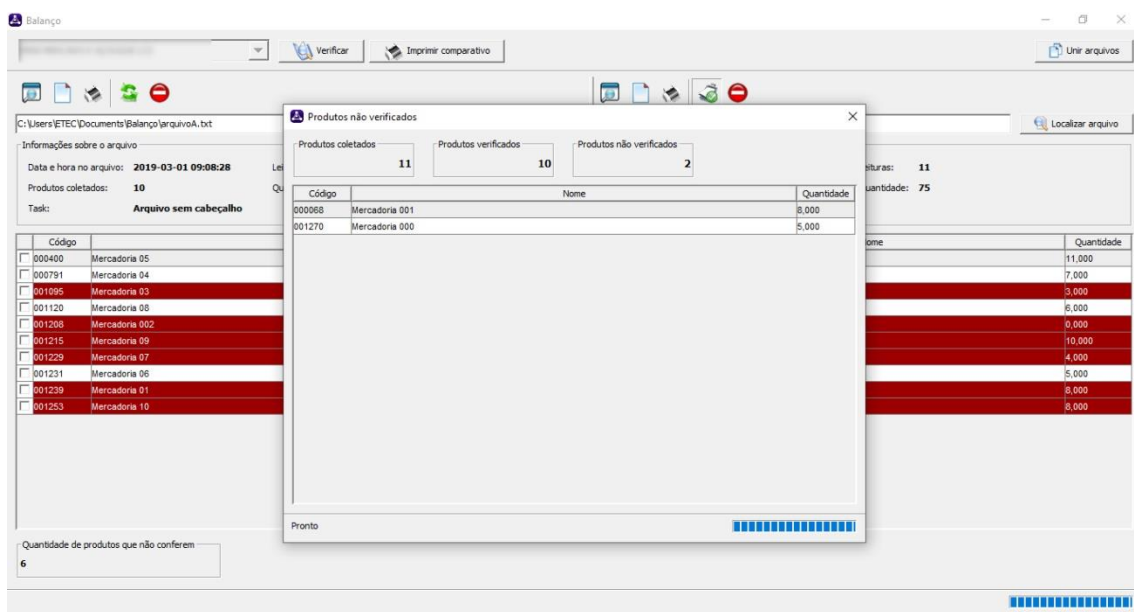 Balanço
Verificar
Imprimir comparativo
Unir arquivos
C:\Users\ETEC\Documents\Balanço\arquivoA.txt
Localizar arquivo
Informações sobre o arquivo
Data e hora no arquivo: 2019-03-01 09:08:28 Lei
Produtos coletados: 10 Qu
Task: Arquivo sem cabeçalho
eituras: 11
uantidade: 75
Código
000400 Mercadoria 05
000791 Mercadoria 04
001095 Mercadoria 03
001120 Mercadoria 08
001208 Mercadoria 002
001215 Mercadoria 09
001229 Mercadoria 07
001231 Mercadoria 06
001239 Mercadoria 01
001253 Mercadoria 10
Produtos não verificados
Produtos coletados Produtos verificados Produtos não verificados
11 10 2
Código Nome Quantidade
000068 Mercadoria 001 8,000
001270 Mercadoria 000 5,000
Pronto
ome Quantidade
11,000
7,000
3,000
6,000
0,000
10,000
4,000
5,000
8,000
8,000
Quantidade de produtos que não conferem
6